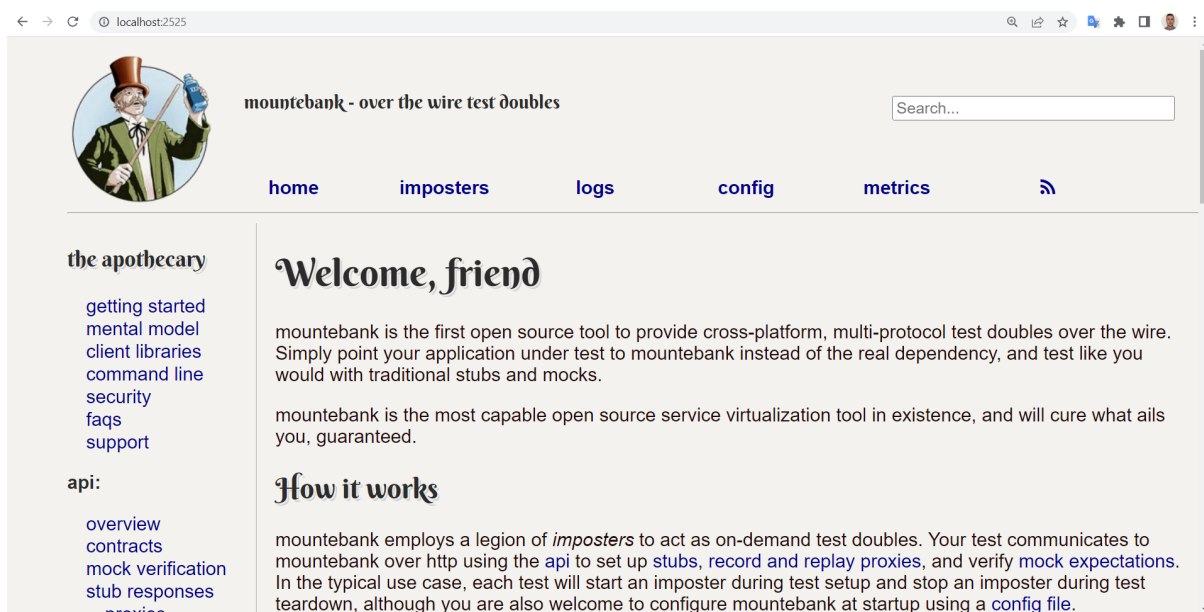 localhost:2525
mountebank - over the wire test doubles
Search...
home imposters logs config metrics
the apothecary
getting started
mental model
client libraries
command line
security
faqs
support
api:
overview
contracts
mock verification
stub responses
proxies
Welcome, friend
mountebank is the first open source tool to provide cross-platform, multi-protocol test doubles over the wire.
Simply point your application under test to mountebank instead of the real dependency, and test like you
would with traditional stubs and mocks.
mountebank is the most capable open source service virtualization tool in existence, and will cure what ails
you, guaranteed.
How it works
mountebank employs a legion of imposters to act as on-demand test doubles. Your test communicates to
mountebank over http using the api to set up stubs, record and replay proxies, and verify mock expectations.
In the typical use case, each test will start an imposter during test setup and stop an imposter during test
teardown, although you are also welcome to configure mountebank at startup using a config file.